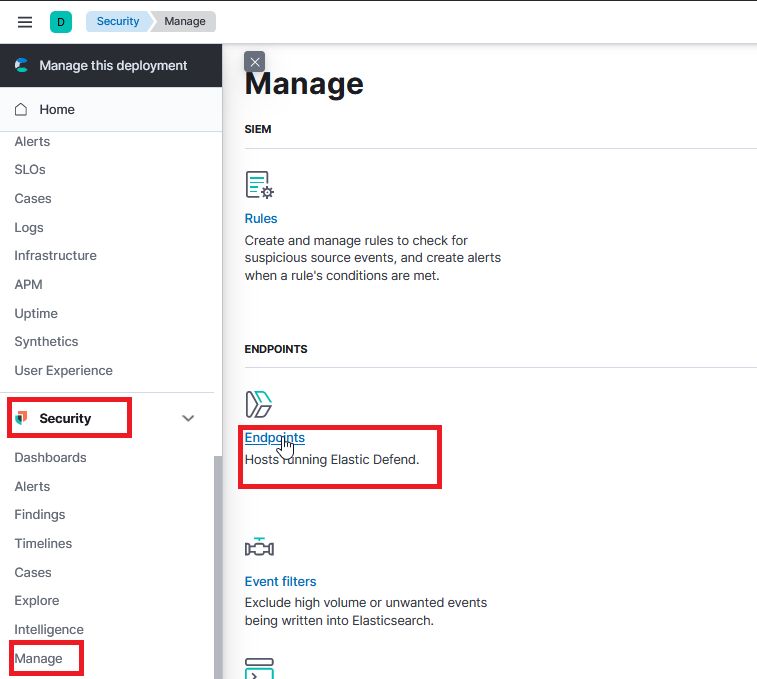 D
Security
Manage
Manage this deployment
Home
Alerts
SLOs
Cases
Logs
Infrastructure
APM
Uptime
Synthetics
User Experience
Security
Dashboards
Alerts
Findings
Timelines
Cases
Explore
Intelligence
Manage
Manage
SIEM
Rules
Create and manage rules to check for
suspicious source events, and create alerts
when a rule's conditions are met.
ENDPOINTS
Endpoints
Hosts running Elastic Defend.
Event filters
Exclude high volume or unwanted events
being written into Elasticsearch.